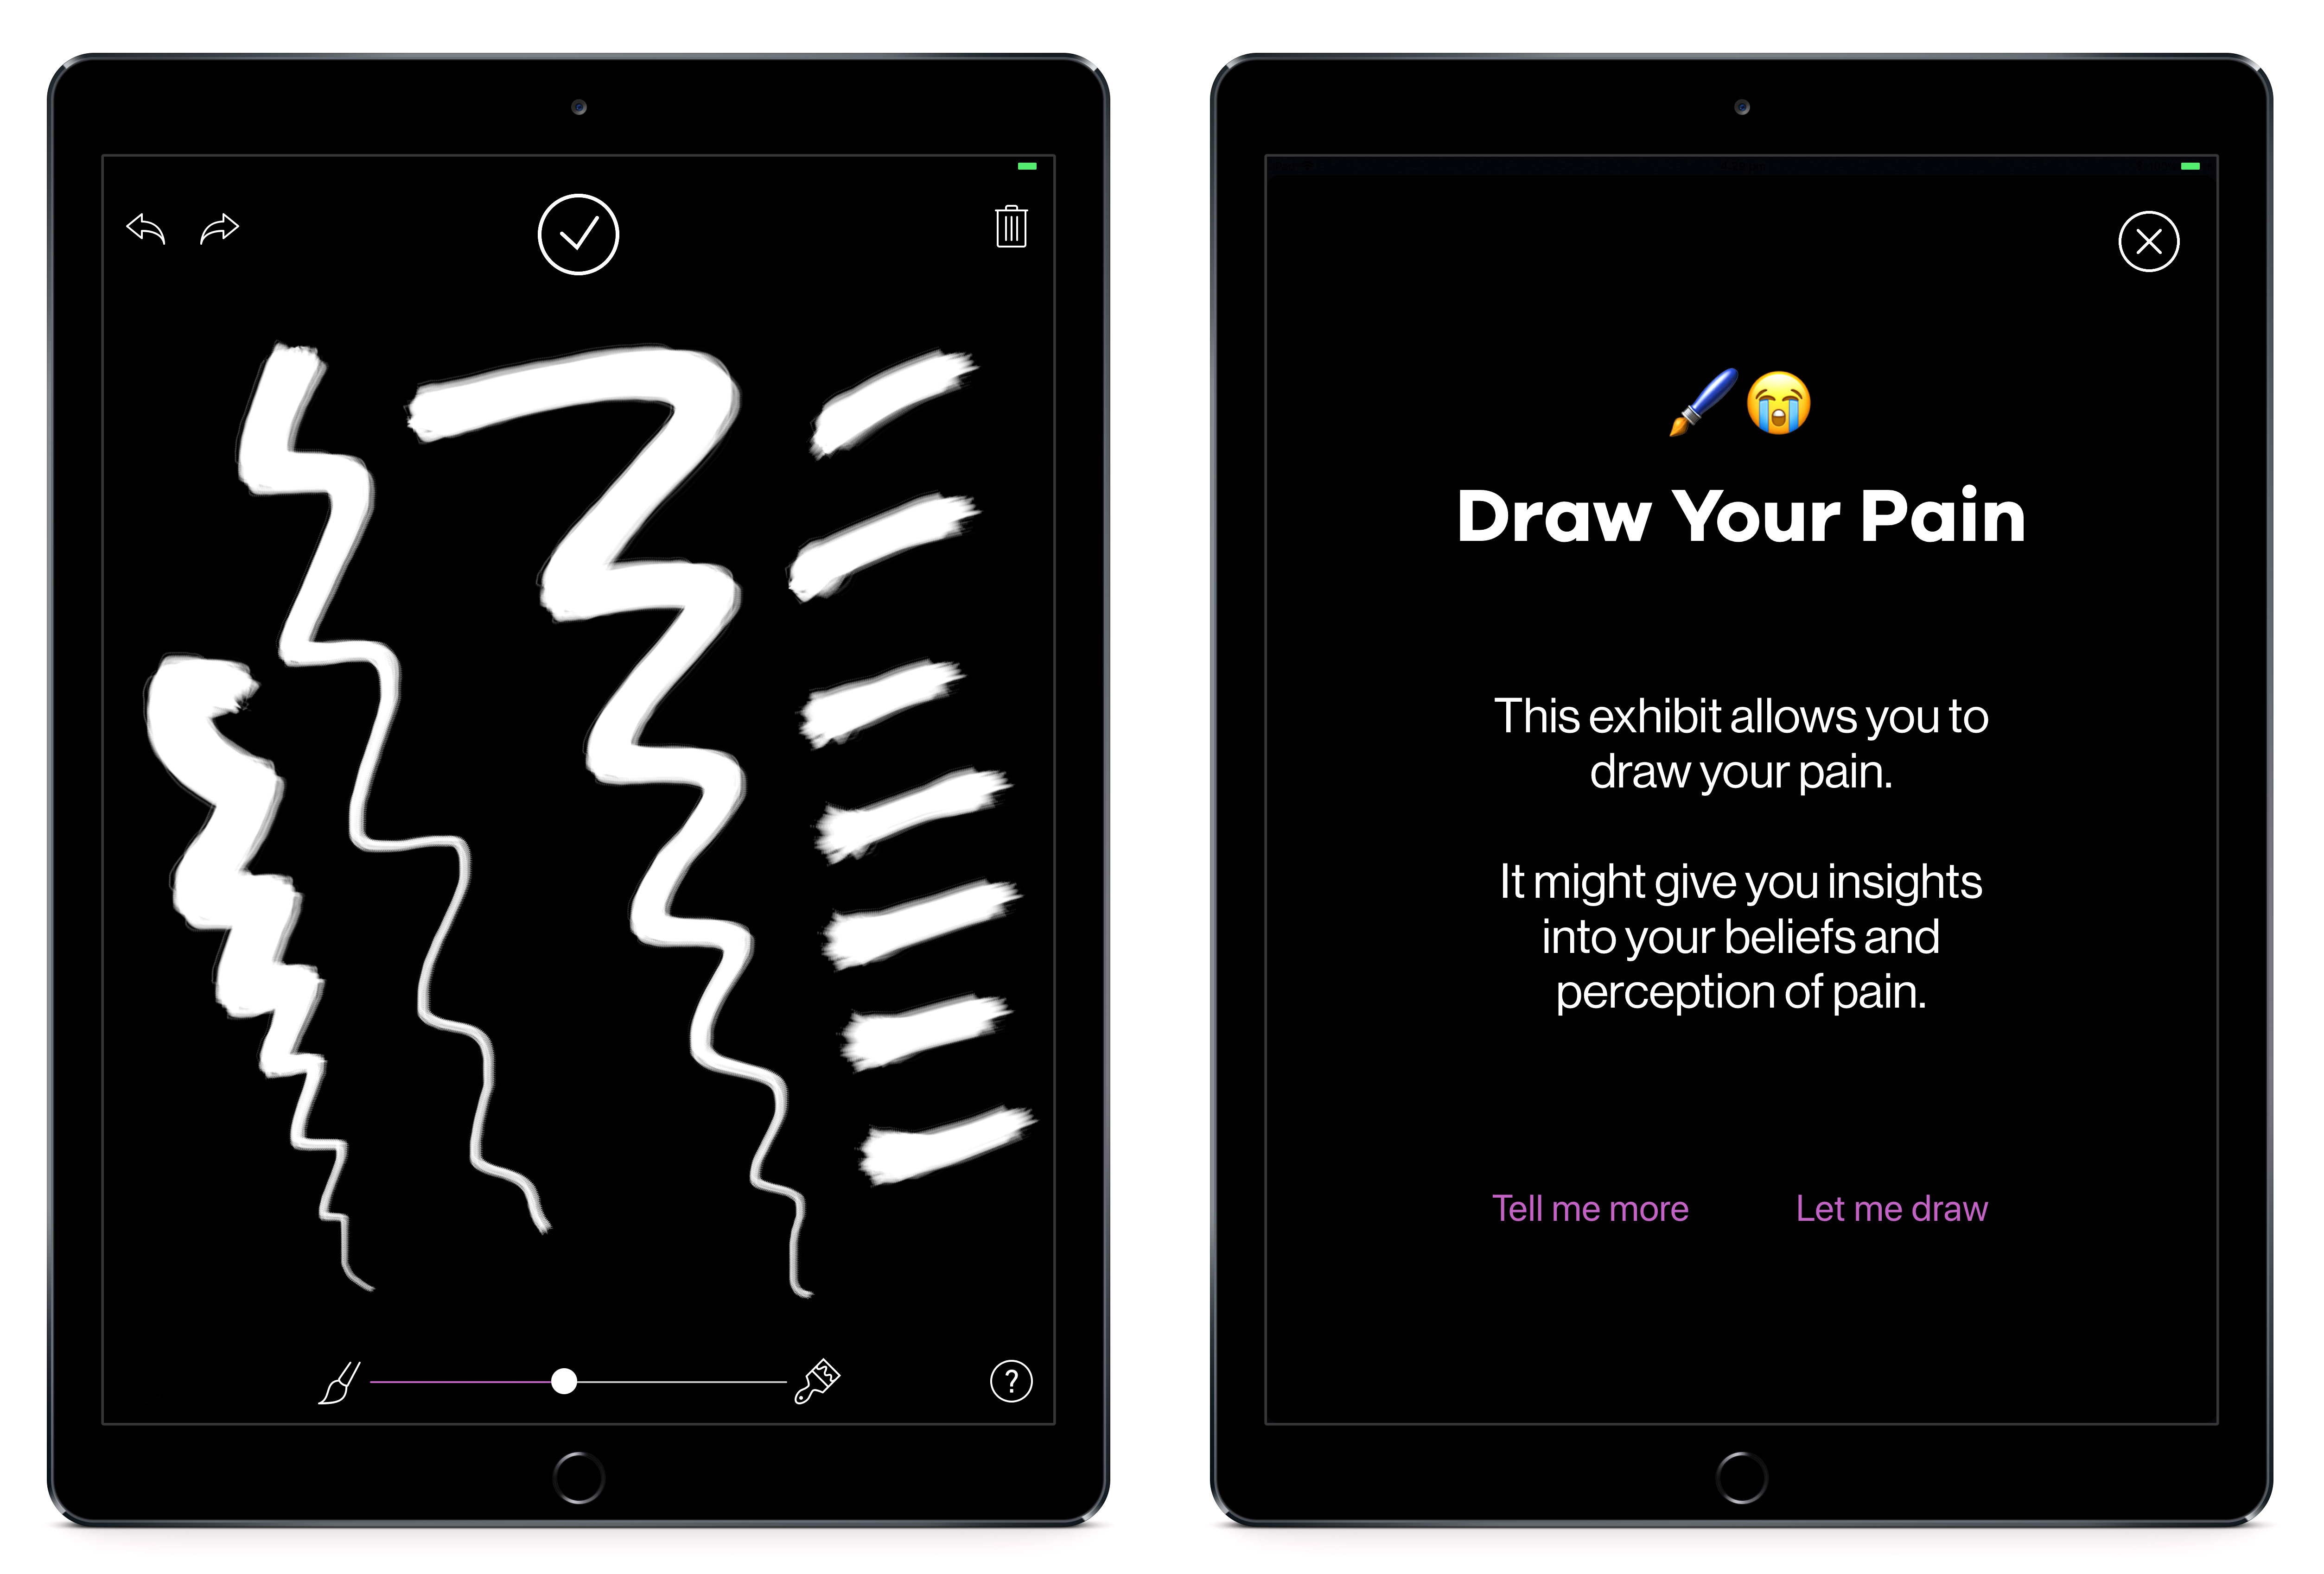 Draw Your Pain
This exhibit allows you to
draw your pain.
It might give you insights
into your beliefs and
perception of pain.
Tell me more
Let me draw
?